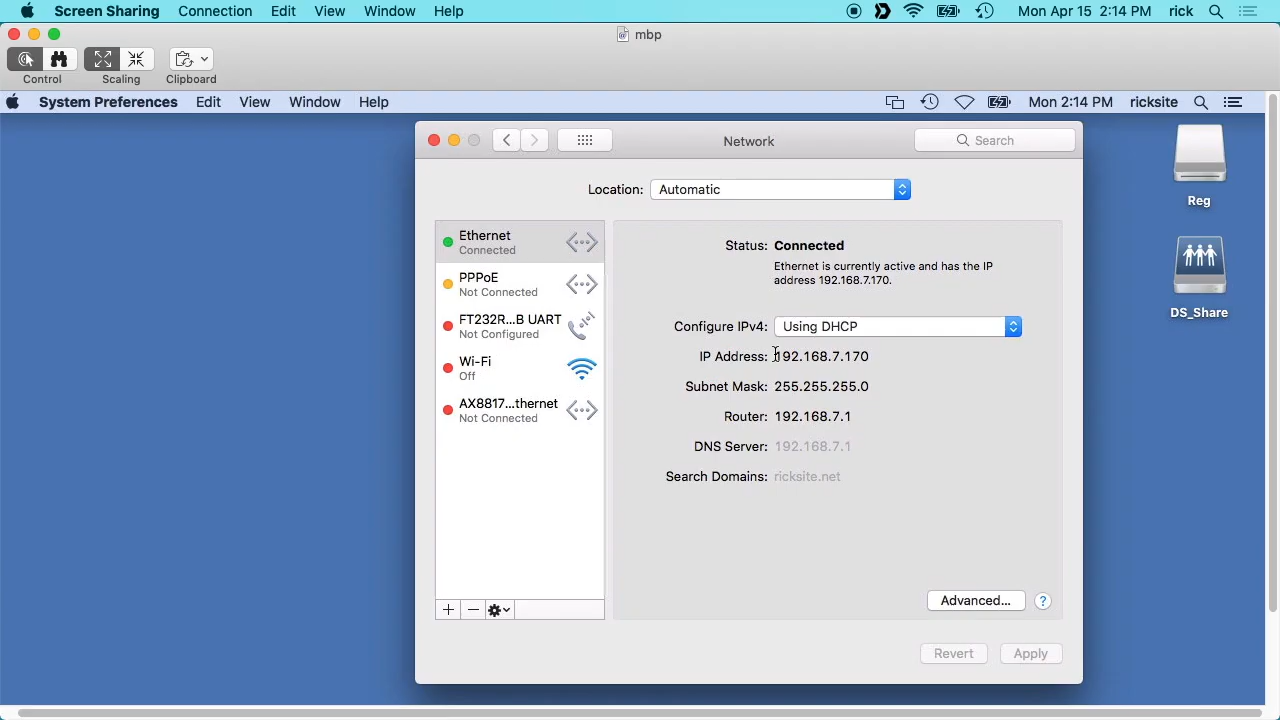 Screen Sharing Connection Edit View Window Help Mon Apr 15 2:14 PM rick
mbp
Control Scaling Clipboard
System Preferences Edit View Window Help Mon 2:14 PM ricksite
Network
Search
Location: Automatic
Ethernet
Connected
PPPoE
Not Connected
FT232R...B UART
Not Configured
Wi-Fi
Off
AX8817...thernet
Not Connected
Status: Connected
Ethernet is currently active and has the IP
address 192.168.7.170.
Configure IPv4: Using DHCP
IP Address: 192.168.7.170
Subnet Mask: 255.255.255.0
Router: 192.168.7.1
DNS Server: 192.168.7.1
Search Domains: ricksite.net
Advanced... ?
Revert Apply
Reg
DS_Share